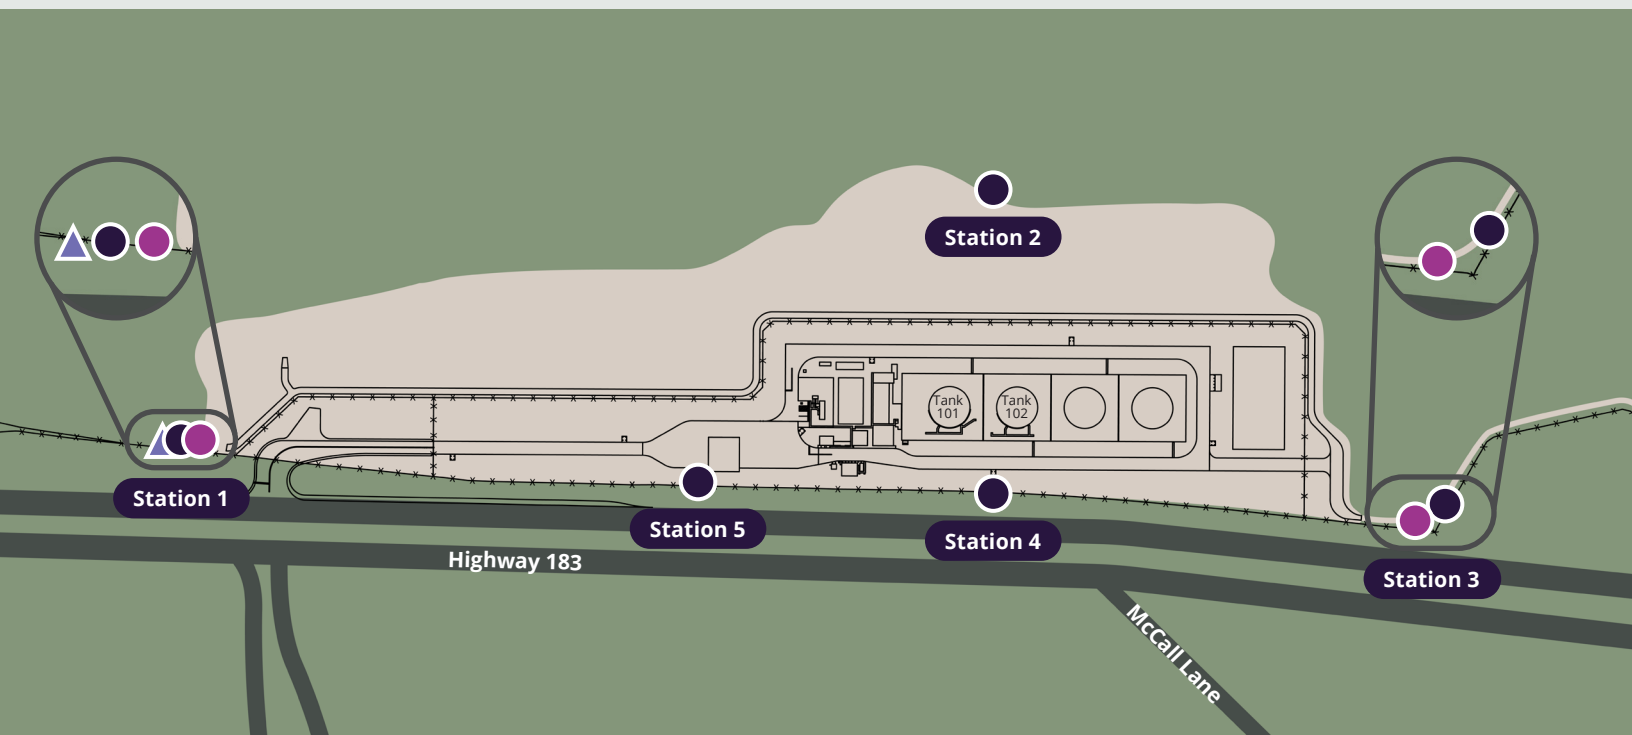 Station 2
Tank
101
Tank
102
Station 1
Station 5
Station 4
Highway 183
Station 3
McCall Lane